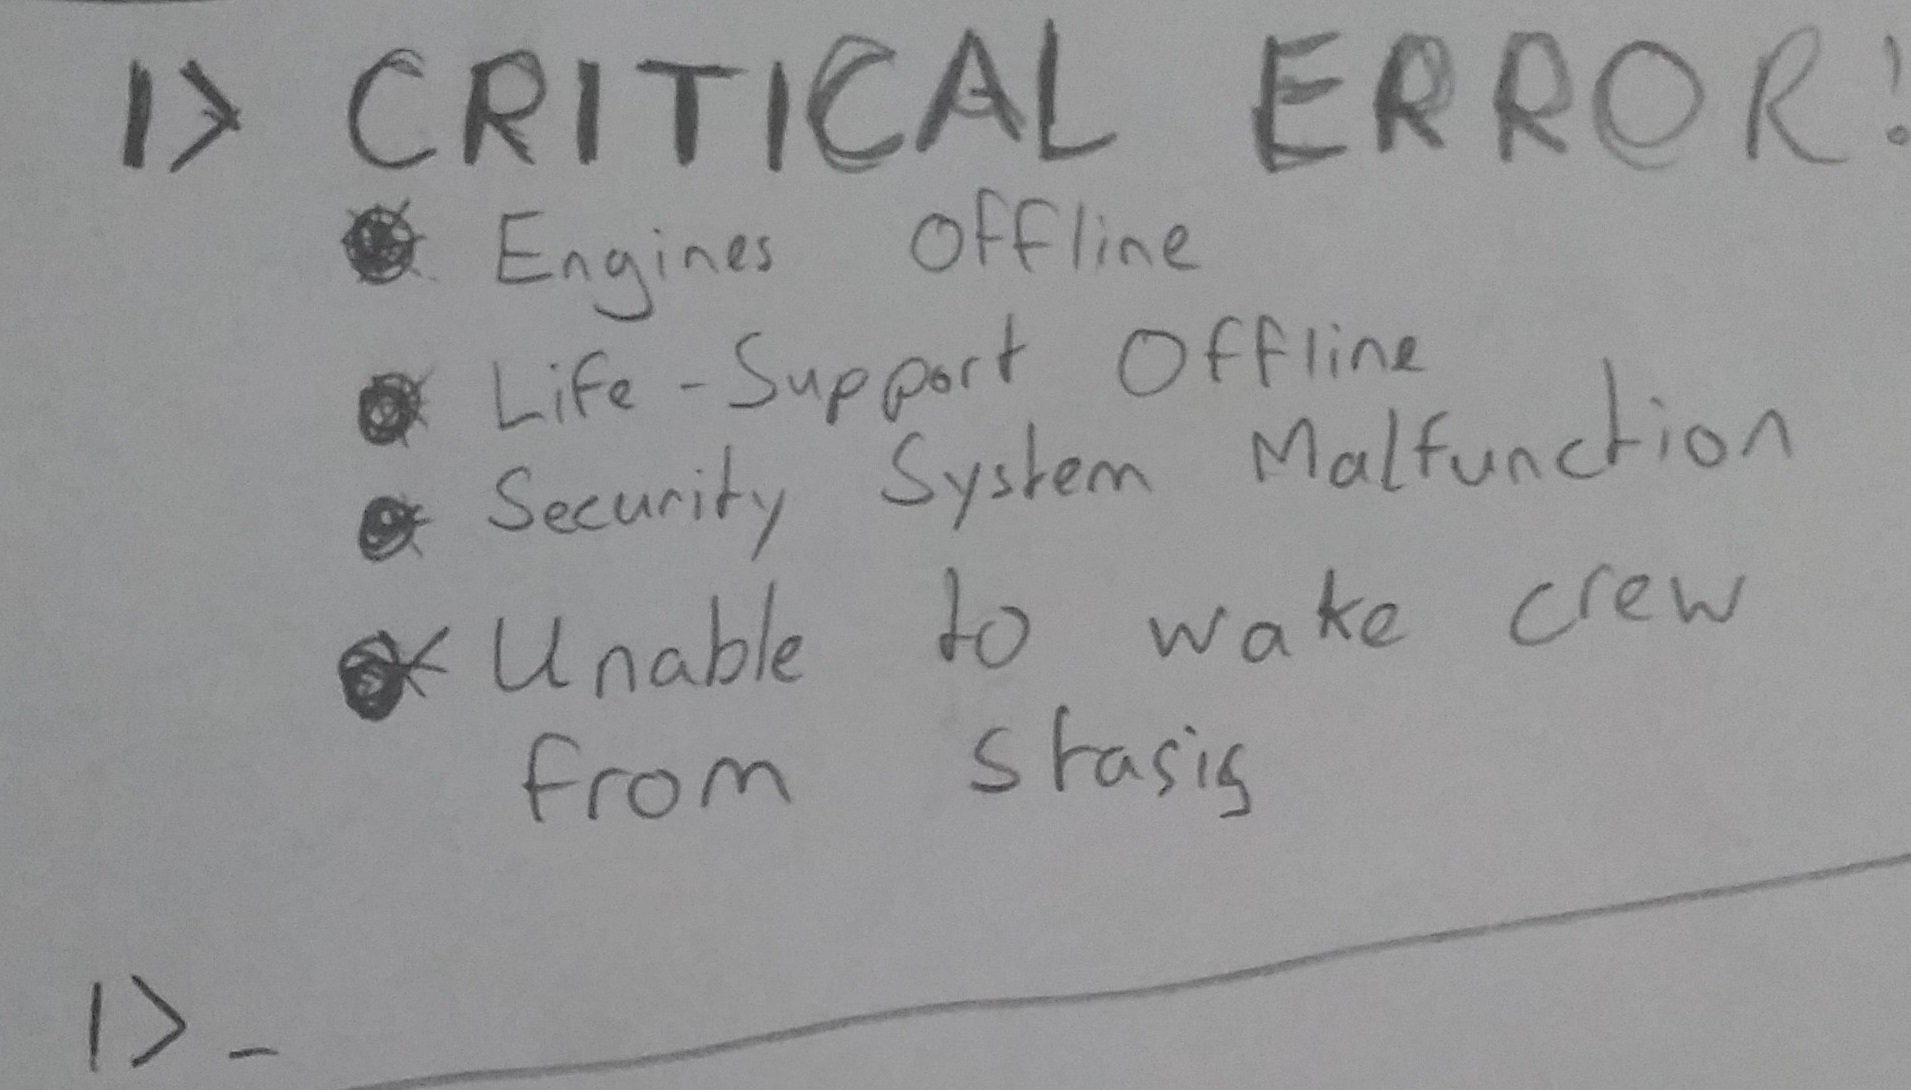 |> CRITICAL ERROR!
• Engines Offline
• Life-Support Offline
• Security System Malfunction
• Unable to wake crew
from stasis
|>_